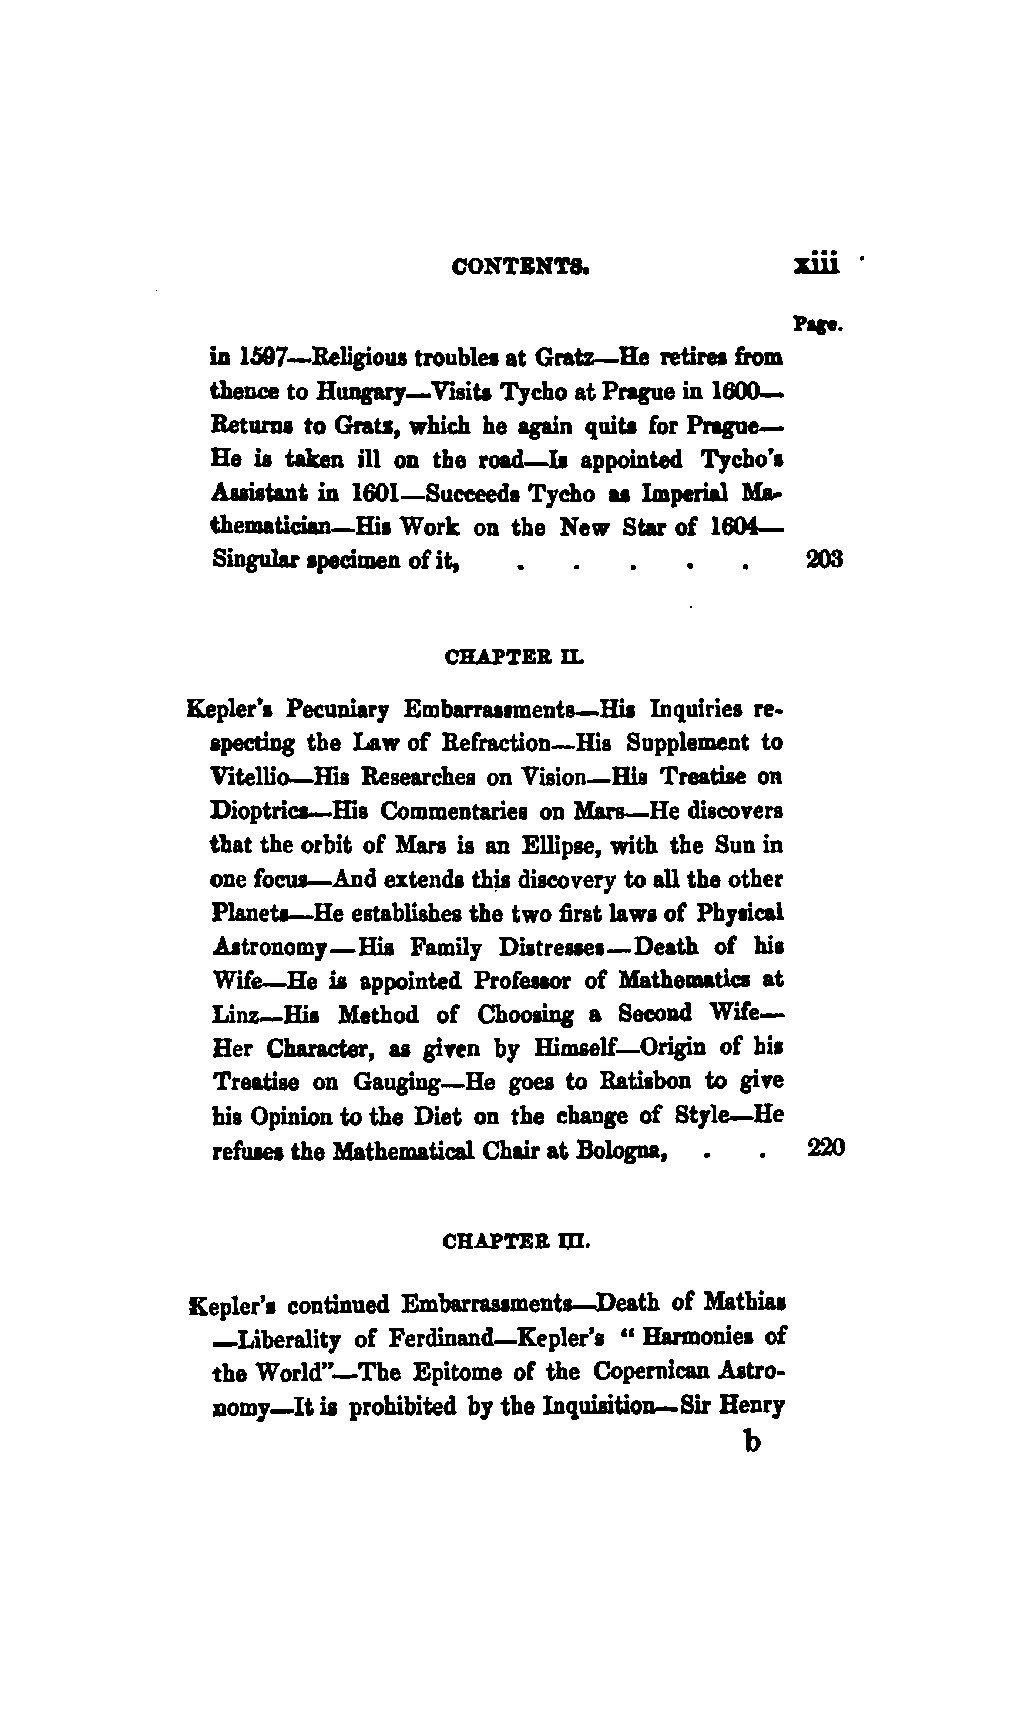 CONTENTS. xiii
Page.
in 1597—Religious troubles at Gratz—He retires from
thence to Hungary—Visits Tycho at Prague in 1600—
Returns to Gratz, which he again quits for Prague—
He is taken ill on the road—Is appointed Tycho's
Assistant in 1601—Succeeds Tycho as Imperial Ma-
thematician—His Work on the New Star of 1604—
Singular specimen of it, . . . . . 203
CHAPTER II.
Kepler's Pecuniary Embarrassments—His Inquiries re-
specting the Law of Refraction—His Supplement to
Vitellio—His Researches on Vision—His Treatise on
Dioptrics—His Commentaries on Mars—He discovers
that the orbit of Mars is an Ellipse, with the Sun in
one focus—And extends this discovery to all the other
Planets—He establishes the two first laws of Physical
Astronomy—His Family Distresses—Death of his
Wife—He is appointed Professor of Mathematics at
Linz—His Method of Choosing a Second Wife—
Her Character, as given by Himself—Origin of his
Treatise on Gauging—He goes to Ratisbon to give
his Opinion to the Diet on the change of Style—He
refuses the Mathematical Chair at Bologna, . . 220
CHAPTER III.
Kepler's continued Embarrassments—Death of Mathias
—Liberality of Ferdinand—Kepler's "Harmonies of
the World"—The Epitome of the Copernican Astro-
nomy—It is prohibited by the Inquisition—Sir Henry
b